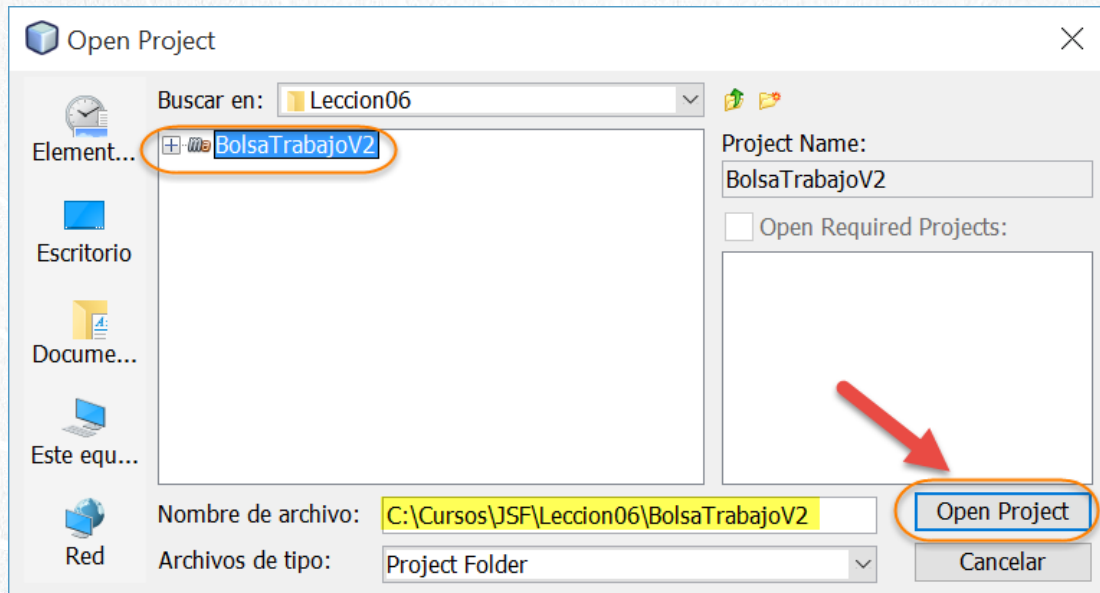 Open Project
Buscar en: Leccion06
Element...
BolsaTrabajoV2
Project Name:
BolsaTrabajoV2
Open Required Projects:
Escritorio
Docume...
Este equ...
Red
Nombre de archivo: C:\Cursos\JSF\Leccion06\BolsaTrabajoV2
Open Project
Archivos de tipo: Project Folder
Cancelar